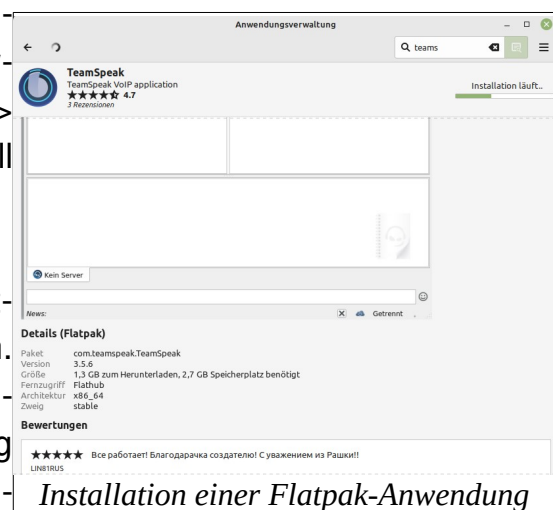 Anwendungsverwaltung
teams
TeamSpeak
TeamSpeak VoIP application
4.7
3 Rezensionen
Installation läuft..
Kein Server
News:
Getrennt
Details (Flatpak)
Paket com.teamspeak.TeamSpeak
Version 3.5.6
Größe 1,3 GB zum Herunterladen, 2,7 GB Speicherplatz benötigt
Fernzugriff Flathub
Architektur x86_64
Zweig stable
Bewertungen
Все работает! Благодарачка создателю! С уважением из Рашки!!
LIN81RUS
Installation einer Flatpak-Anwendung